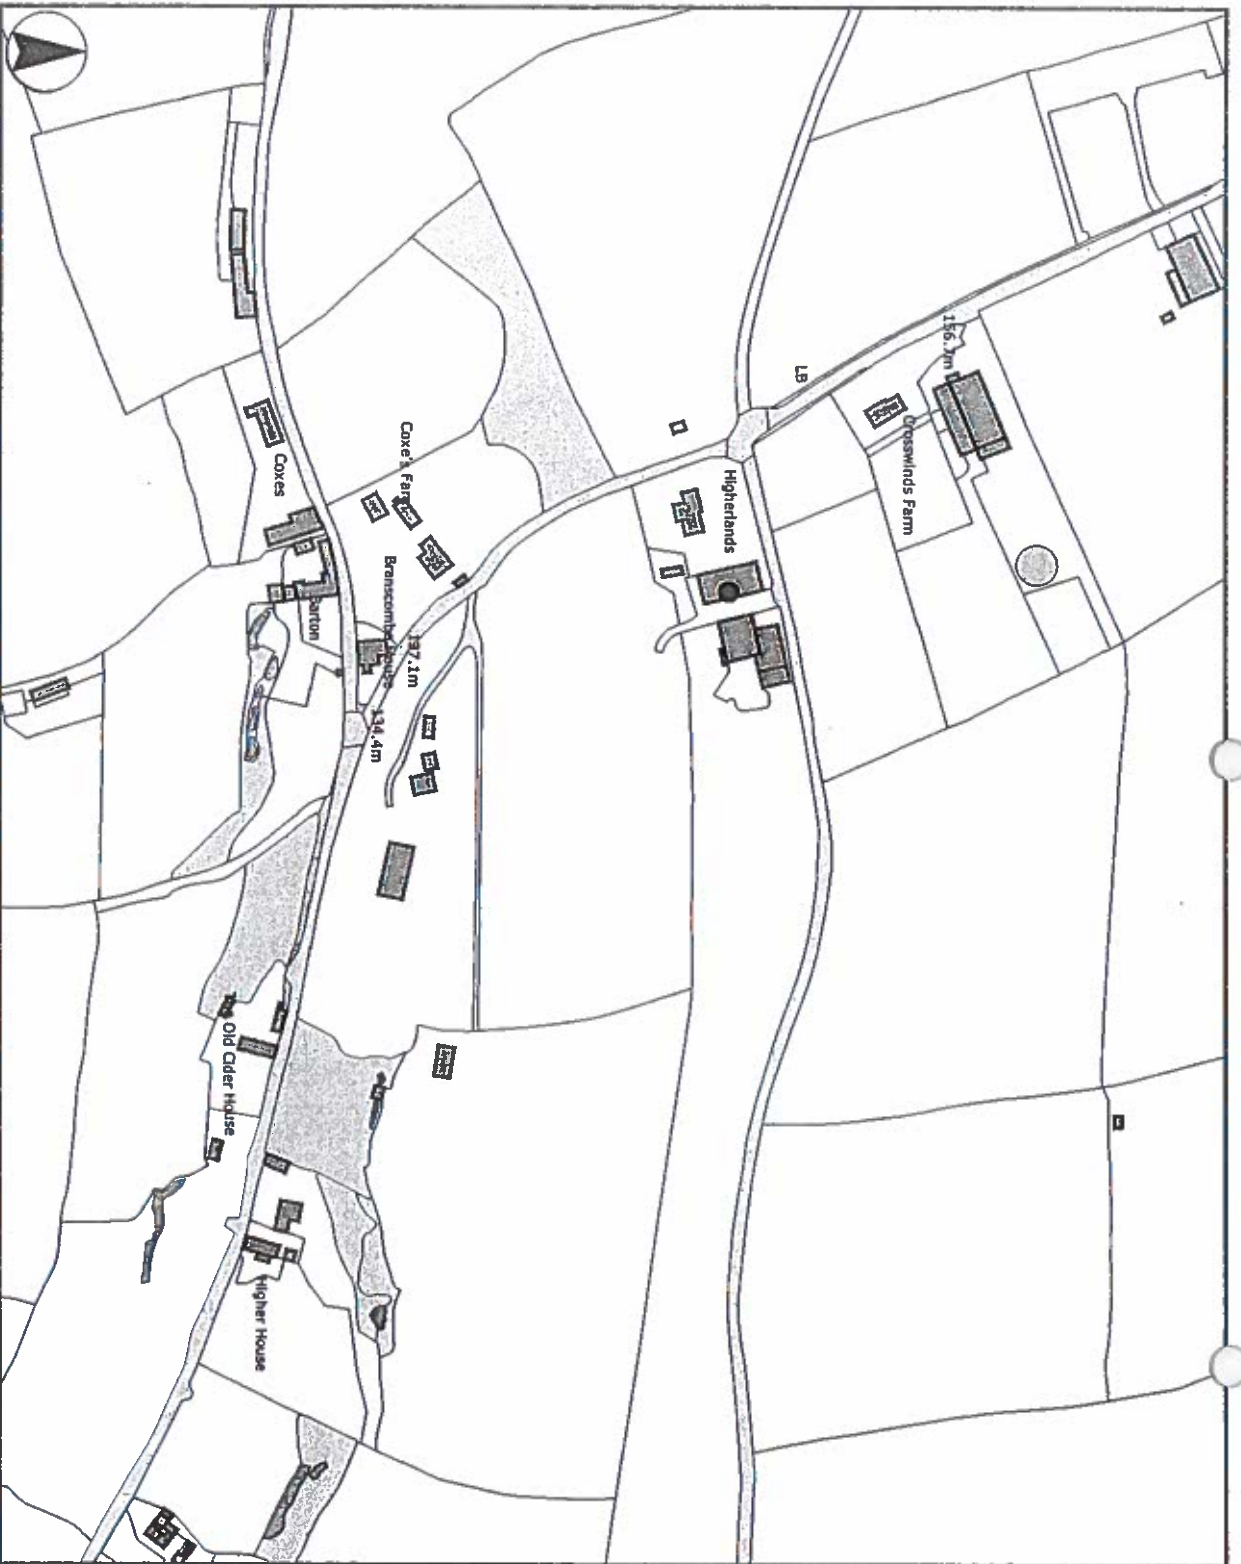 156.7m
LB
Crosswinds Farm
Higherlands
Coxe's Farm
Coxes
Branscombe House
137.1m
Barton
134.4m
The Old Cider House
Higher House